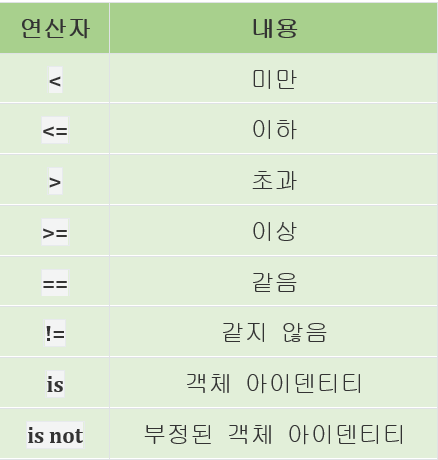 연산자 내용
< 미만
<= 이하
> 초과
>= 이상
== 같음
!= 같지 않음
is 객체 아이덴티티
is not 부정된 객체 아이덴티티